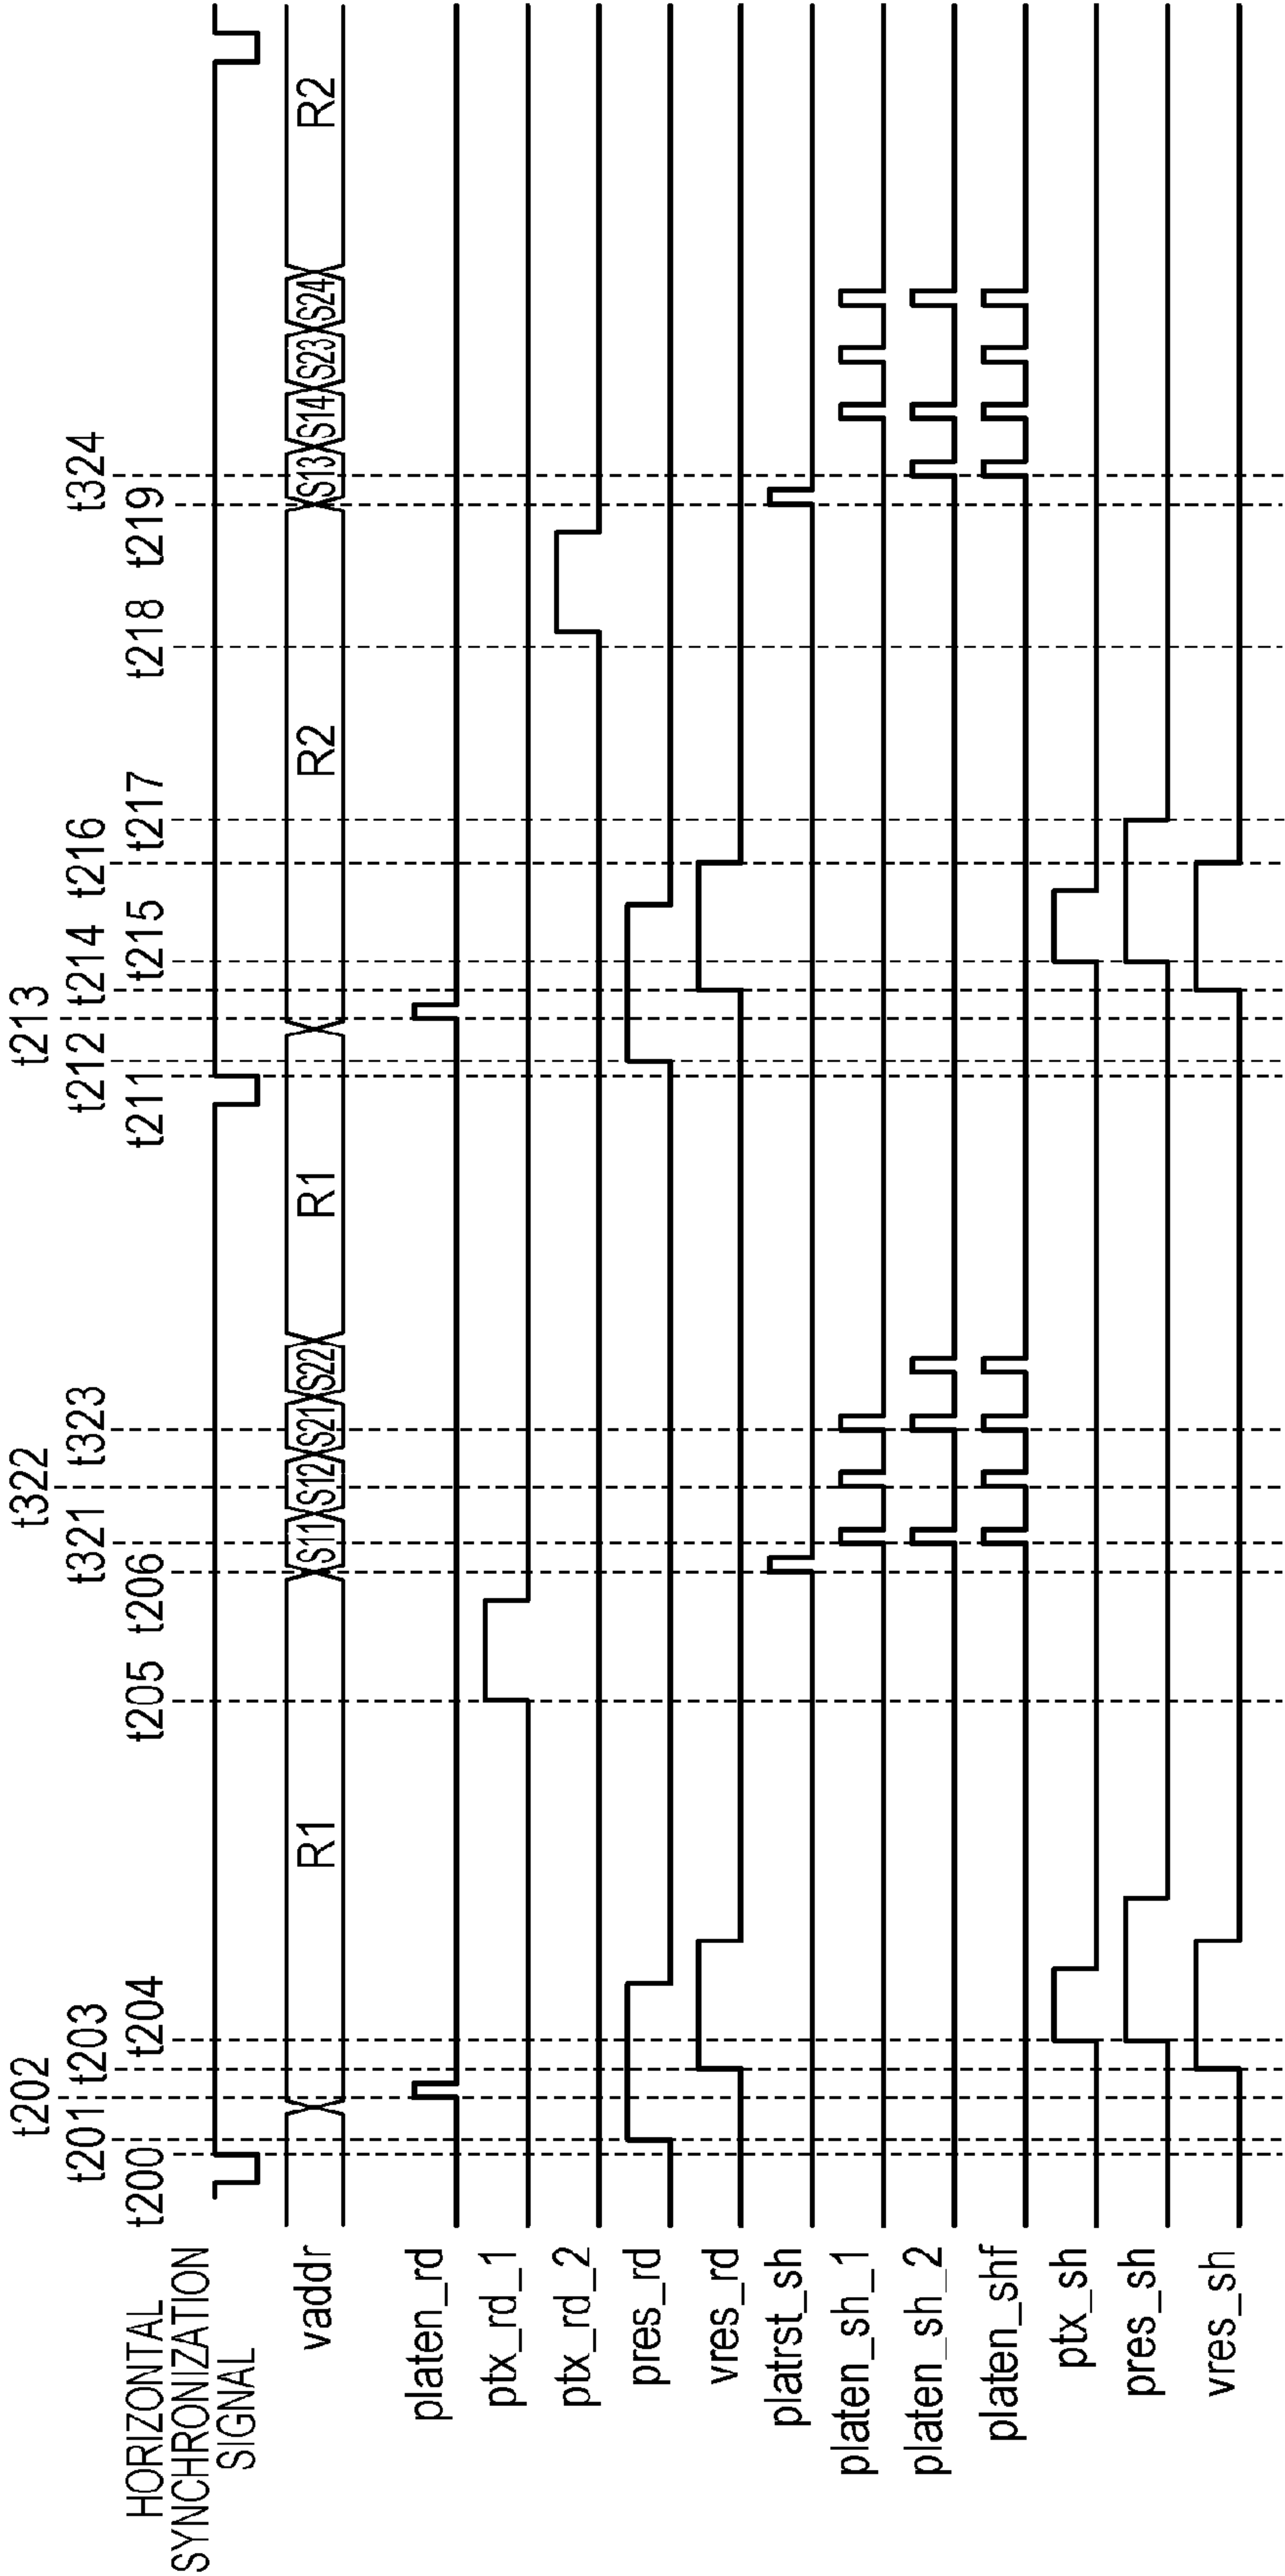 t202
t213
t322
t201
t203
t212
t214
t216
t321
t323
t324
t200
t204
t205
t206
t211
t215
t217
t218
t219
HORIZONTAL
SYNCHRONIZATION
SIGNAL
vaddr
R1
S11
S12
S21
S22
R1
R2
S13
S14
S23
S24
R2
platen_rd
ptx_rd_1
ptx_rd_2
pres_rd
vres_rd
platrst_sh
platen_sh_1
platen_sh_2
platen_shf
ptx_sh
pres_sh
vres_sh